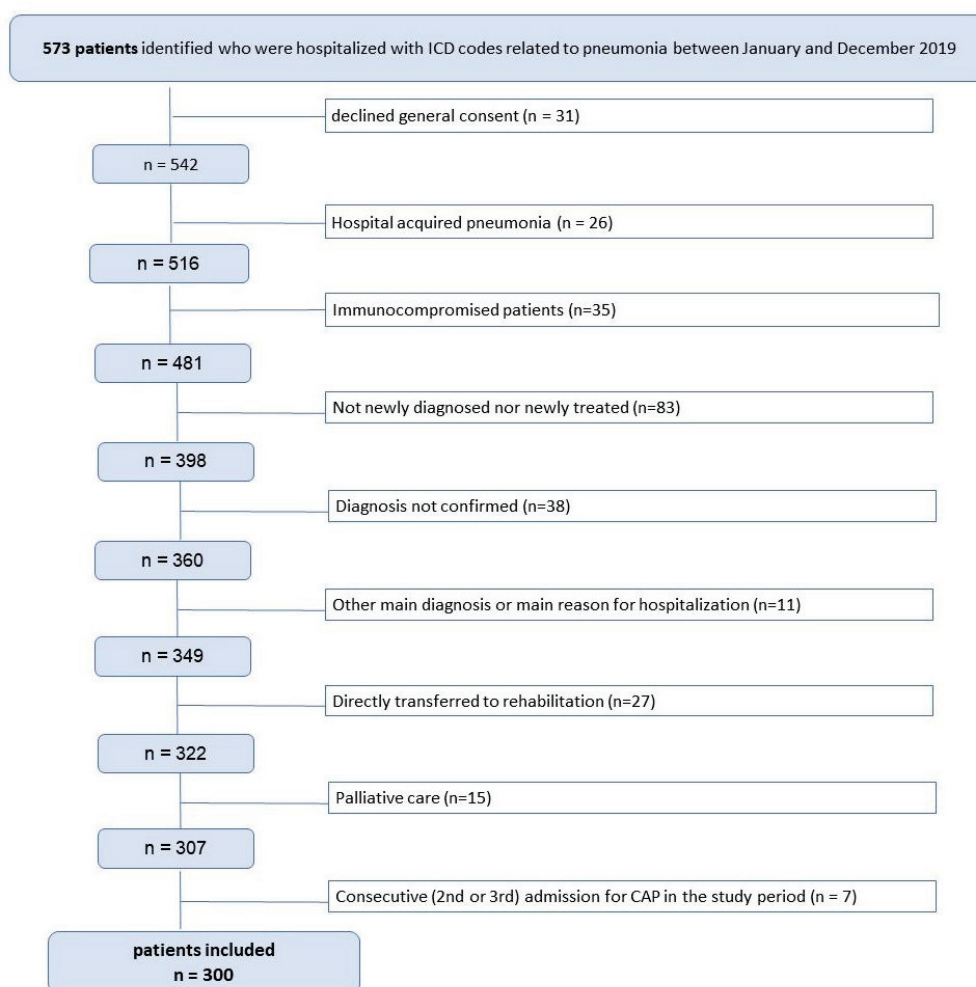 573 patients identified who were hospitalized with ICD codes related to pneumonia between January and December 2019
declined general consent (n = 31)
n = 542
Hospital acquired pneumonia (n = 26)
n = 516
Immunocompromised patients (n=35)
n = 481
Not newly diagnosed nor newly treated (n=83)
n = 398
Diagnosis not confirmed (n=38)
n = 360
Other main diagnosis or main reason for hospitalization (n=11)
n = 349
Directly transferred to rehabilitation (n=27)
n = 322
Palliative care (n=15)
n = 307
Consecutive (2nd or 3rd) admission for CAP in the study period (n = 7)
patients included
n = 300